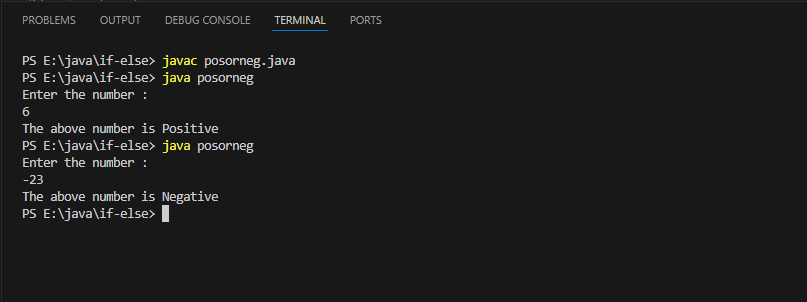 PROBLEMS OUTPUT DEBUG CONSOLE TERMINAL PORTS
PS E:\java\if-else> javac posorneg.java
PS E:\java\if-else> java posorneg
Enter the number :
6
The above number is Positive
PS E:\java\if-else> java posorneg
Enter the number :
-23
The above number is Negative
PS E:\java\if-else>